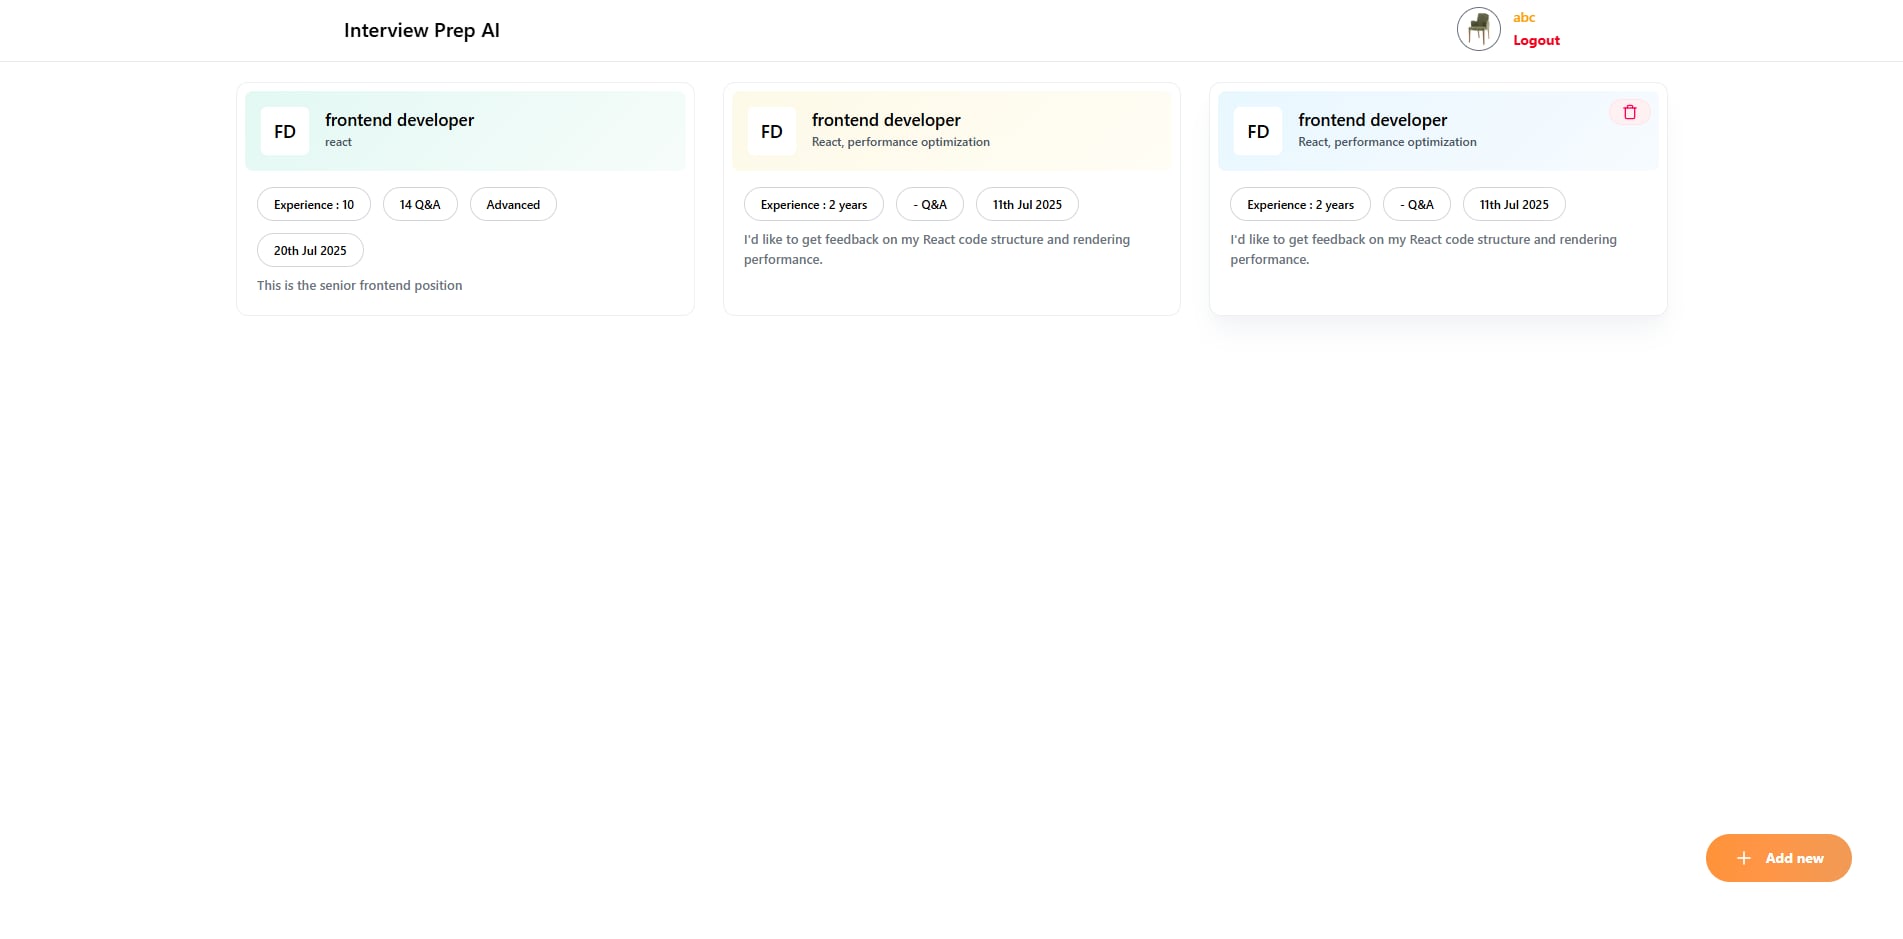 Interview Prep AI
abc
Logout
FD
frontend developer
react
Experience : 10
14 Q&A
Advanced
20th Jul 2025
This is the senior frontend position
FD
frontend developer
React, performance optimization
Experience : 2 years
- Q&A
11th Jul 2025
I'd like to get feedback on my React code structure and rendering
performance.
FD
frontend developer
React, performance optimization
Experience : 2 years
- Q&A
11th Jul 2025
I'd like to get feedback on my React code structure and rendering
performance.
+ Add new